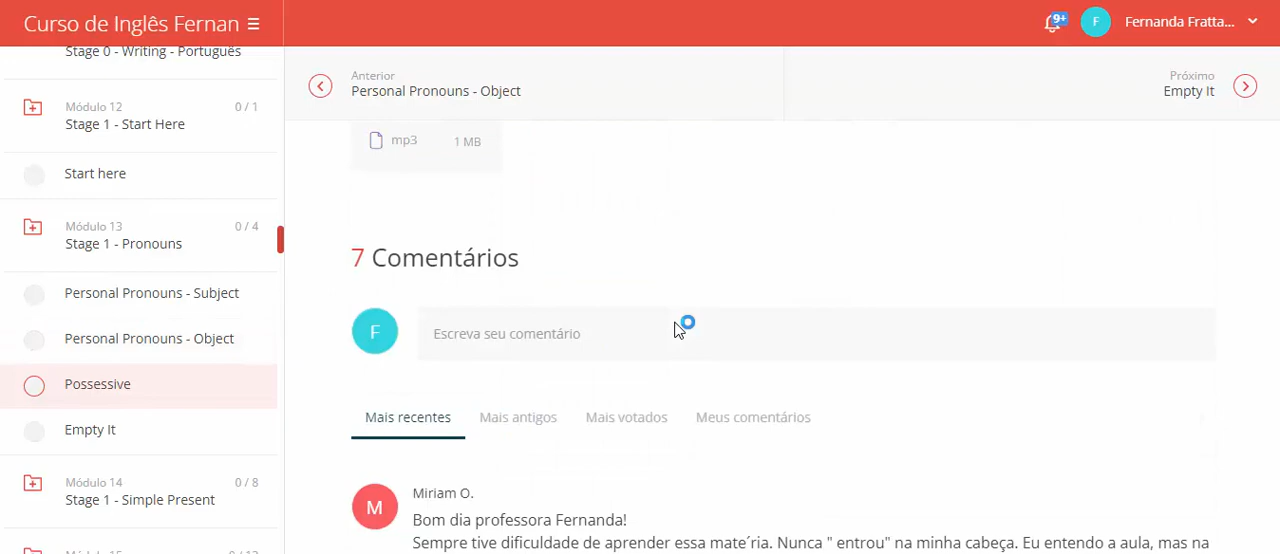 Curso de Inglês Fernan
9+
F
Fernanda Fratta...
Stage 0 - Writing - Português
Módulo 12
0 / 1
Stage 1 - Start Here
Start here
Módulo 13
0 / 4
Stage 1 - Pronouns
Personal Pronouns - Subject
Personal Pronouns - Object
Possessive
Empty It
Módulo 14
0 / 8
Stage 1 - Simple Present
Anterior
Personal Pronouns - Object
Próximo
Empty It
mp3
1 MB
7 Comentários
F
Escreva seu comentário
Mais recentes
Mais antigos
Mais votados
Meus comentários
M
Miriam O.
Bom dia professora Fernanda!
Sempre tive dificuldade de aprender essa mate´ria. Nunca " entrou" na minha cabeça. Eu entendo a aula, mas na